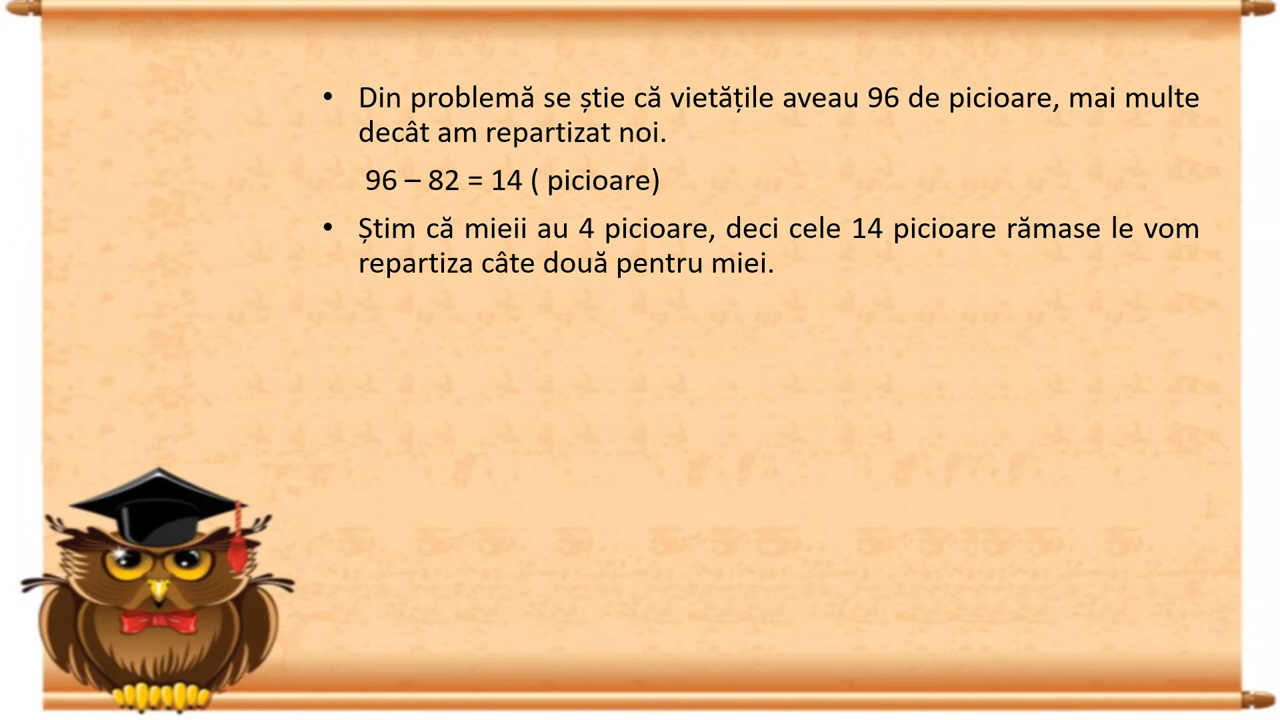 • Din problemă se știe că vietățile aveau 96 de picioare, mai multe
decât am repartizat noi.
96 – 82 = 14 ( picioare)
• Știm că mieii au 4 picioare, deci cele 14 picioare rămase le vom
repartiza câte două pentru miei.